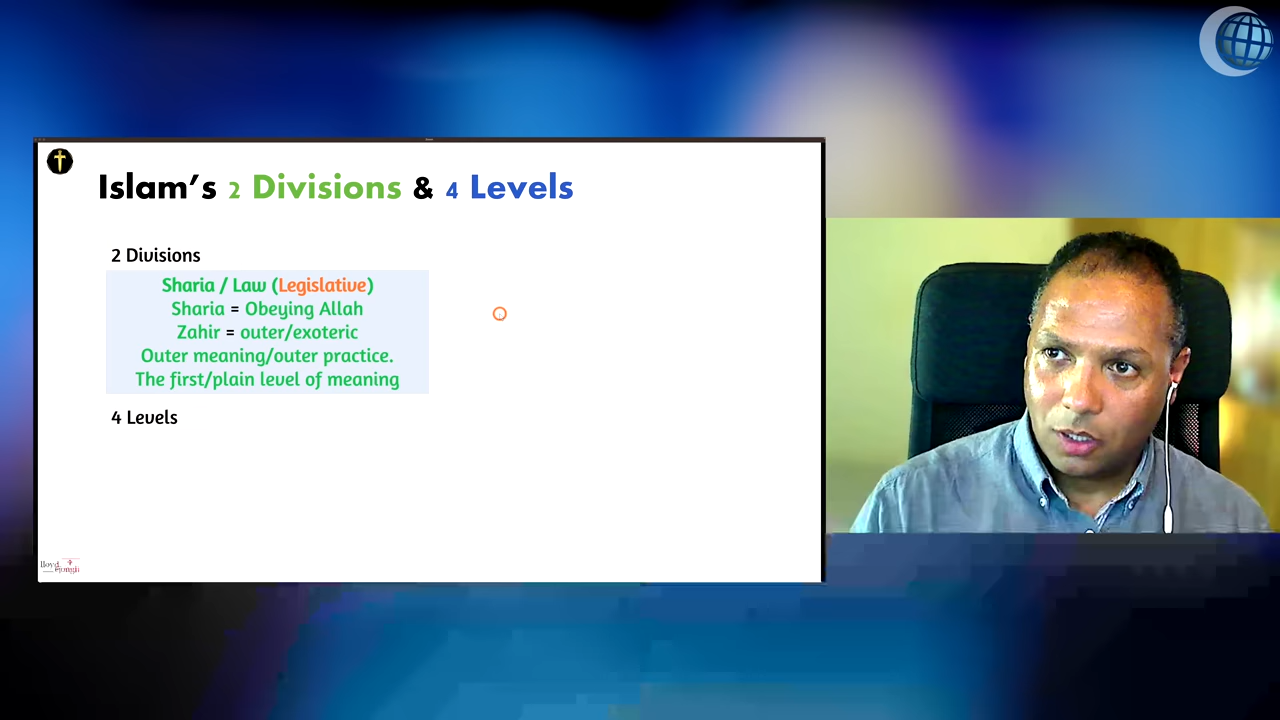 Islam's 2 Divisions & 4 Levels
2 Divisions
Sharia / Law (Legislative)
Sharia = Obeying Allah
Zahir = outer/exoteric
Outer meaning/outer practice.
The first/plain level of meaning
4 Levels
lloyd